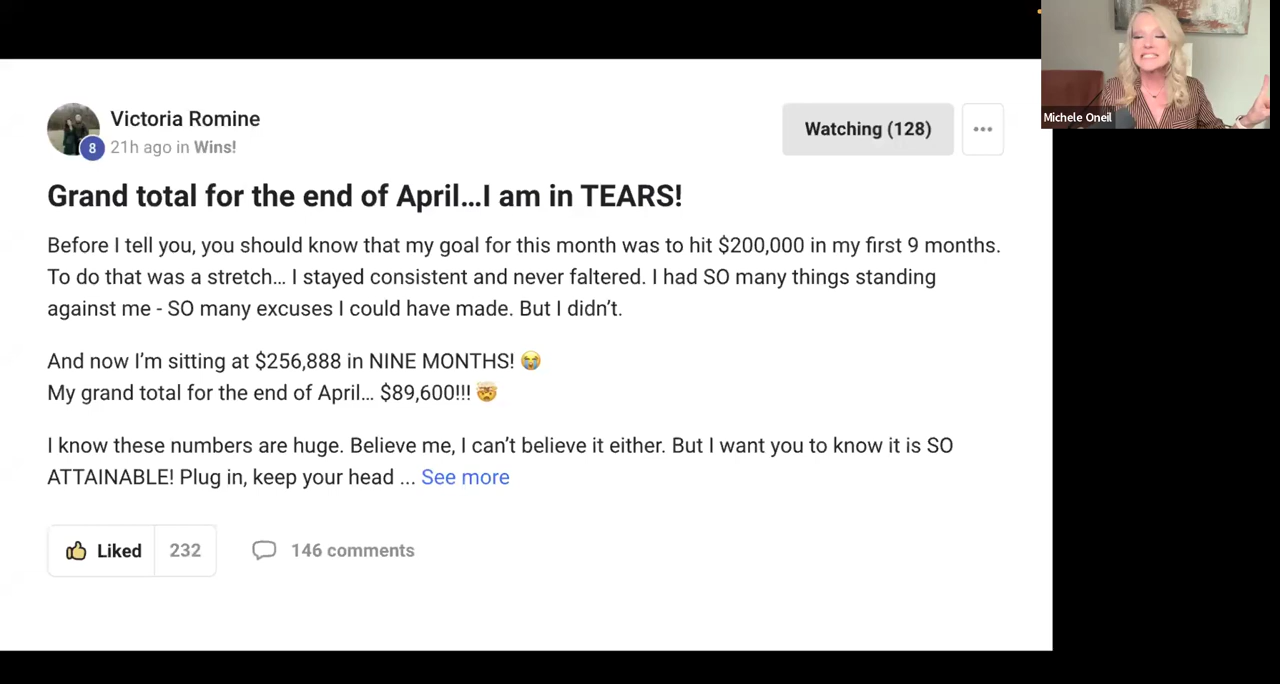 Michele Oneil
Victoria Romine
8
21h ago in Wins!
Watching (128)
Grand total for the end of April...I am in TEARS!
Before I tell you, you should know that my goal for this month was to hit $200,000 in my first 9 months.
To do that was a stretch... I stayed consistent and never faltered. I had SO many things standing
against me - SO many excuses I could have made. But I didn’t.
And now I’m sitting at $256,888 in NINE MONTHS! 😭
My grand total for the end of April... $89,600!!! 🤯
I know these numbers are huge. Believe me, I can’t believe it either. But I want you to know it is SO
ATTAINABLE! Plug in, keep your head ... See more
Liked 232
146 comments